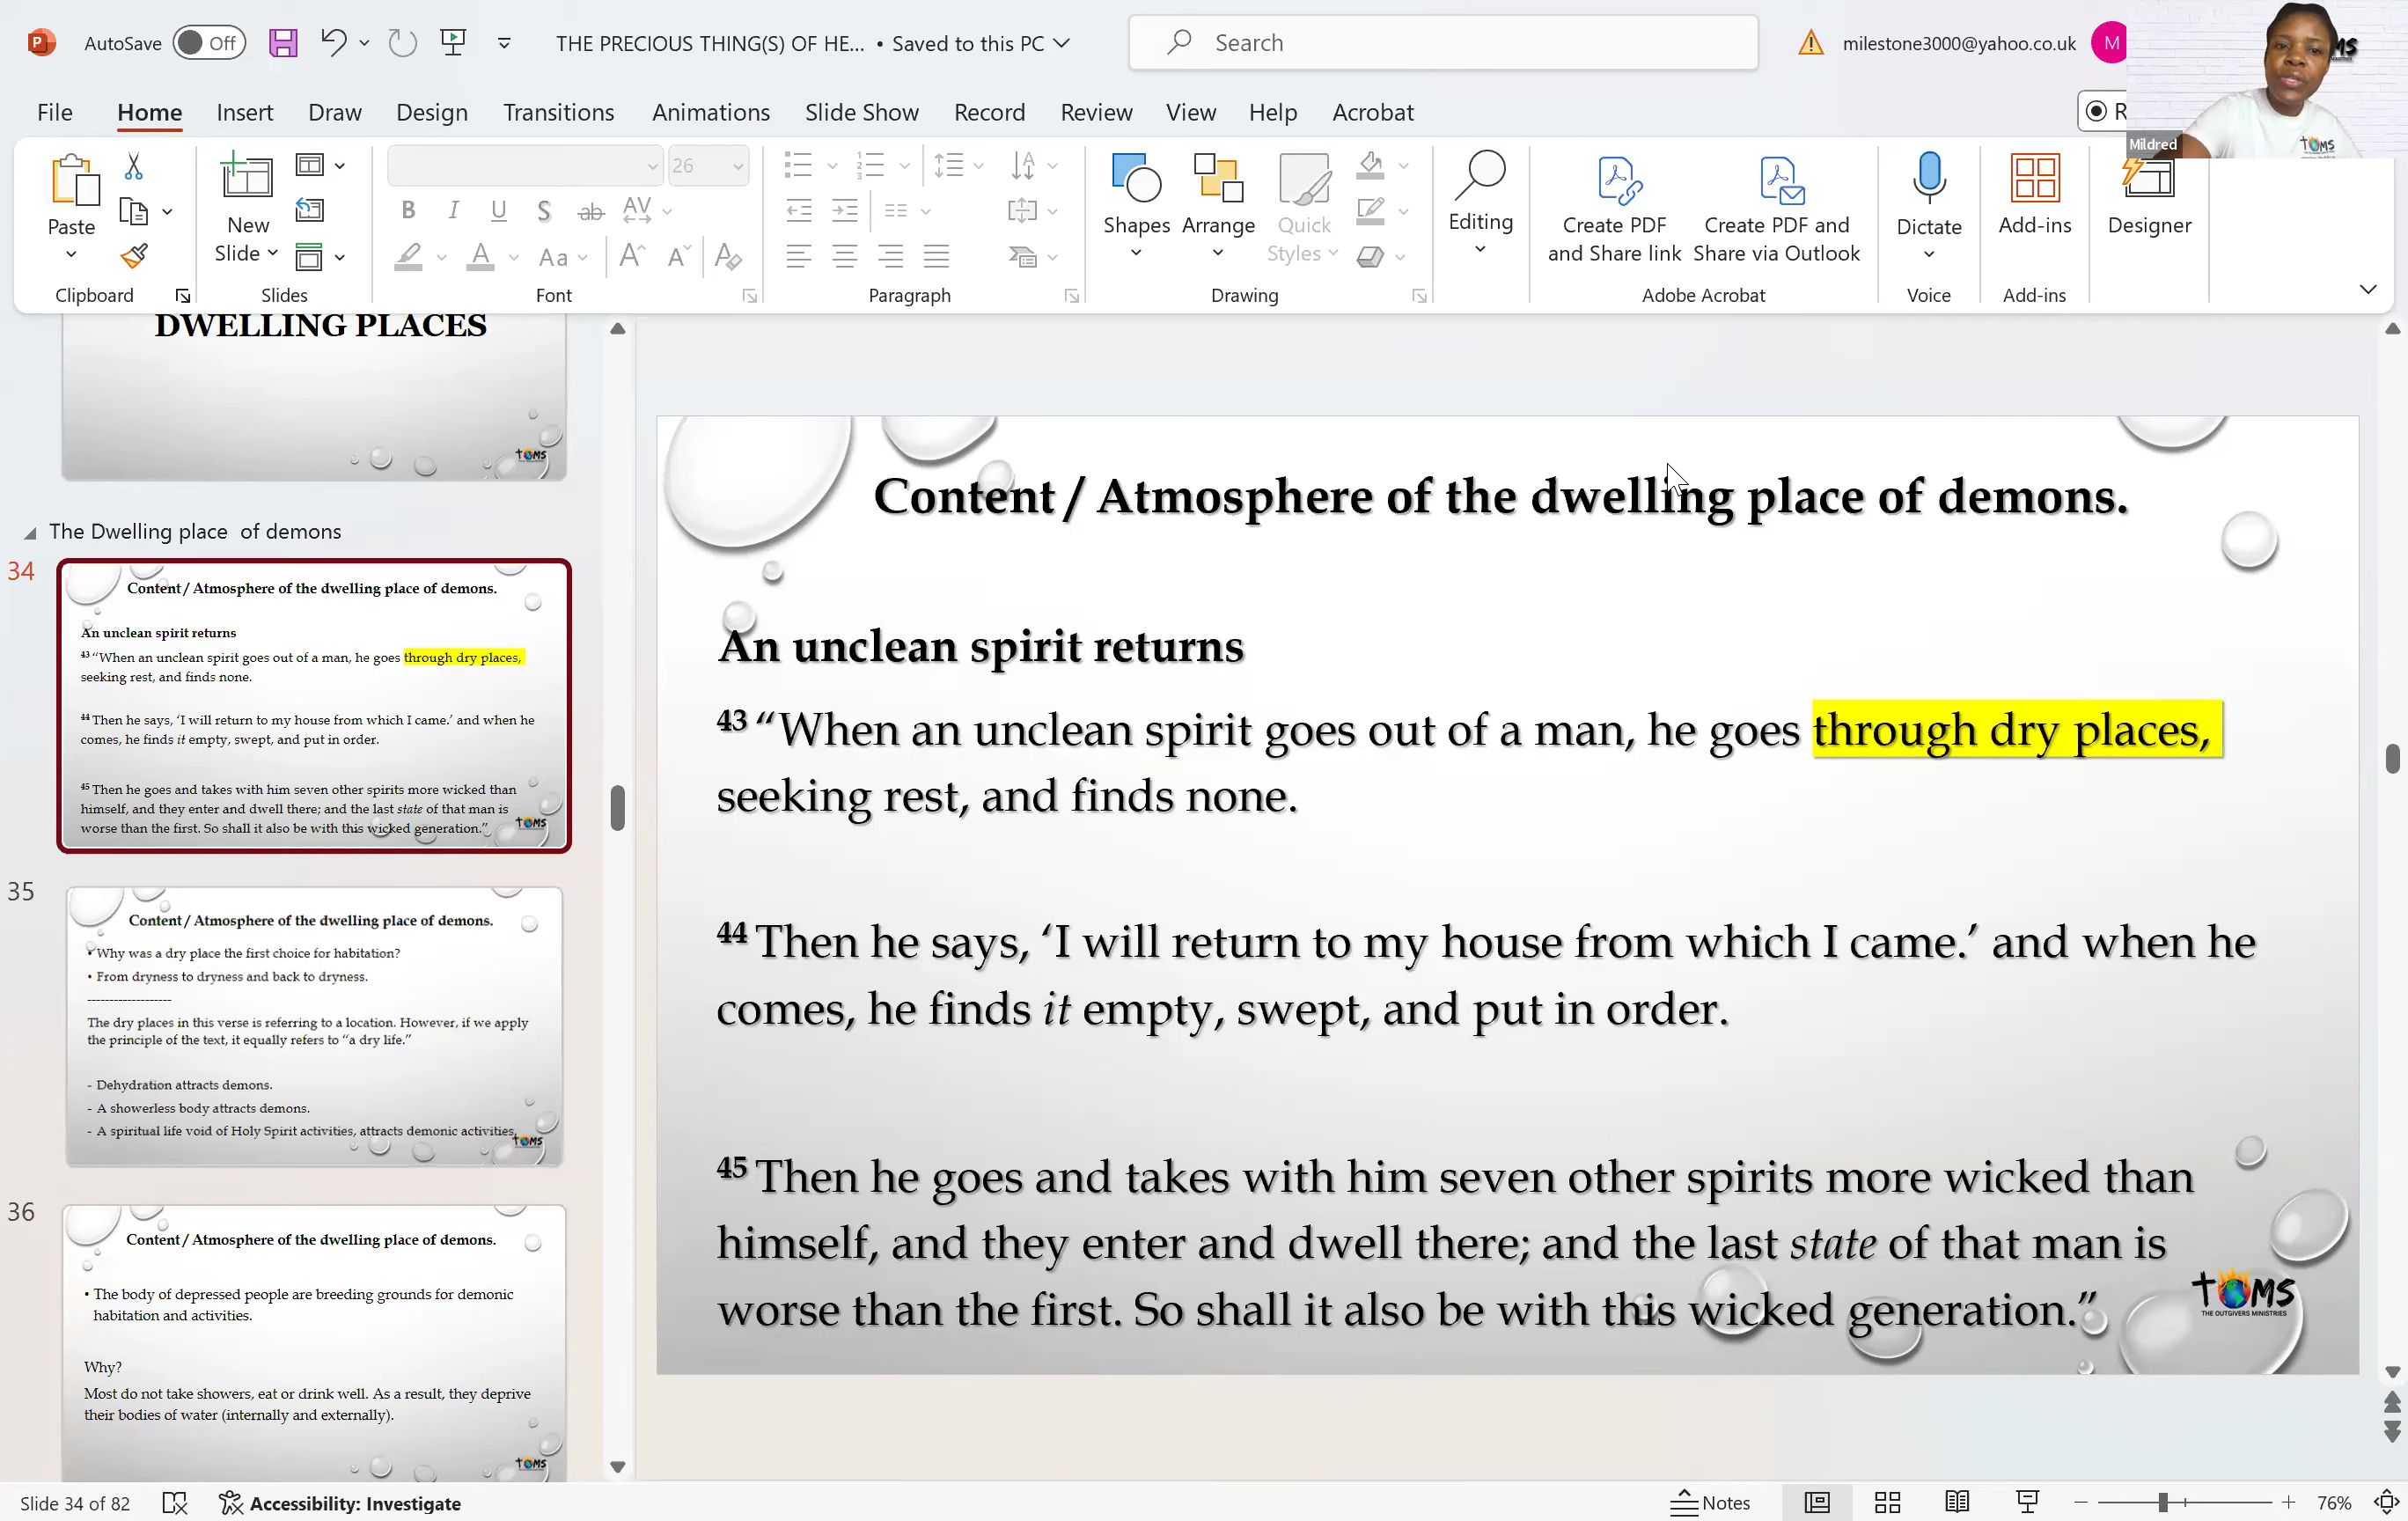 AutoSave Off THE PRECIOUS THING(S) OF HE... • Saved to this PC Search milestone3000@yahoo.co.uk M
File Home Insert Draw Design Transitions Animations Slide Show Record Review View Help Acrobat
Mildred
TOMS
Paste
New Slide
26
B I U S ab AV
A Aa A A
Shapes
Arrange
Quick Styles
Editing
Create PDF and Share link
Create PDF and Share via Outlook
Dictate
Add-ins
Designer
Clipboard Slides Font Paragraph Drawing Adobe Acrobat Voice Add-ins
DWELLING PLACES
TOMS
The Dwelling place of demons
34
Content / Atmosphere of the dwelling place of demons.
An unclean spirit returns
43 “When an unclean spirit goes out of a man, he goes through dry places,
seeking rest, and finds none.
44 Then he says, ‘I will return to my house from which I came.’ and when he
comes, he finds it empty, swept, and put in order.
45 Then he goes and takes with him seven other spirits more wicked than
himself, and they enter and dwell there; and the last state of that man is
worse than the first. So shall it also be with this wicked generation.”
TOMS
35
Content / Atmosphere of the dwelling place of demons.
• Why was a dry place the first choice for habitation?
• From dryness to dryness and back to dryness.
-------------------
The dry places in this verse is referring to a location. However, if we apply
the principle of the text, it equally refers to “a dry life.”
- Dehydration attracts demons.
- A showerless body attracts demons.
- A spiritual life void of Holy Spirit activities, attracts demonic activities.
TOMS
36
Content / Atmosphere of the dwelling place of demons.
• The body of depressed people are breeding grounds for demonic
habitation and activities.
Why?
Most do not take showers, eat or drink well. As a result, they deprive
their bodies of water (internally and externally).
TOMS
Content / Atmosphere of the dwelling place of demons.
An unclean spirit returns
43 “When an unclean spirit goes out of a man, he goes through dry places,
seeking rest, and finds none.
44 Then he says, ‘I will return to my house from which I came.’ and when he
comes, he finds it empty, swept, and put in order.
45 Then he goes and takes with him seven other spirits more wicked than
himself, and they enter and dwell there; and the last state of that man is
worse than the first. So shall it also be with this wicked generation.”
TOMS
THE OUTGIVERS MINISTRIES
Slide 34 of 82 Accessibility: Investigate Notes 76%